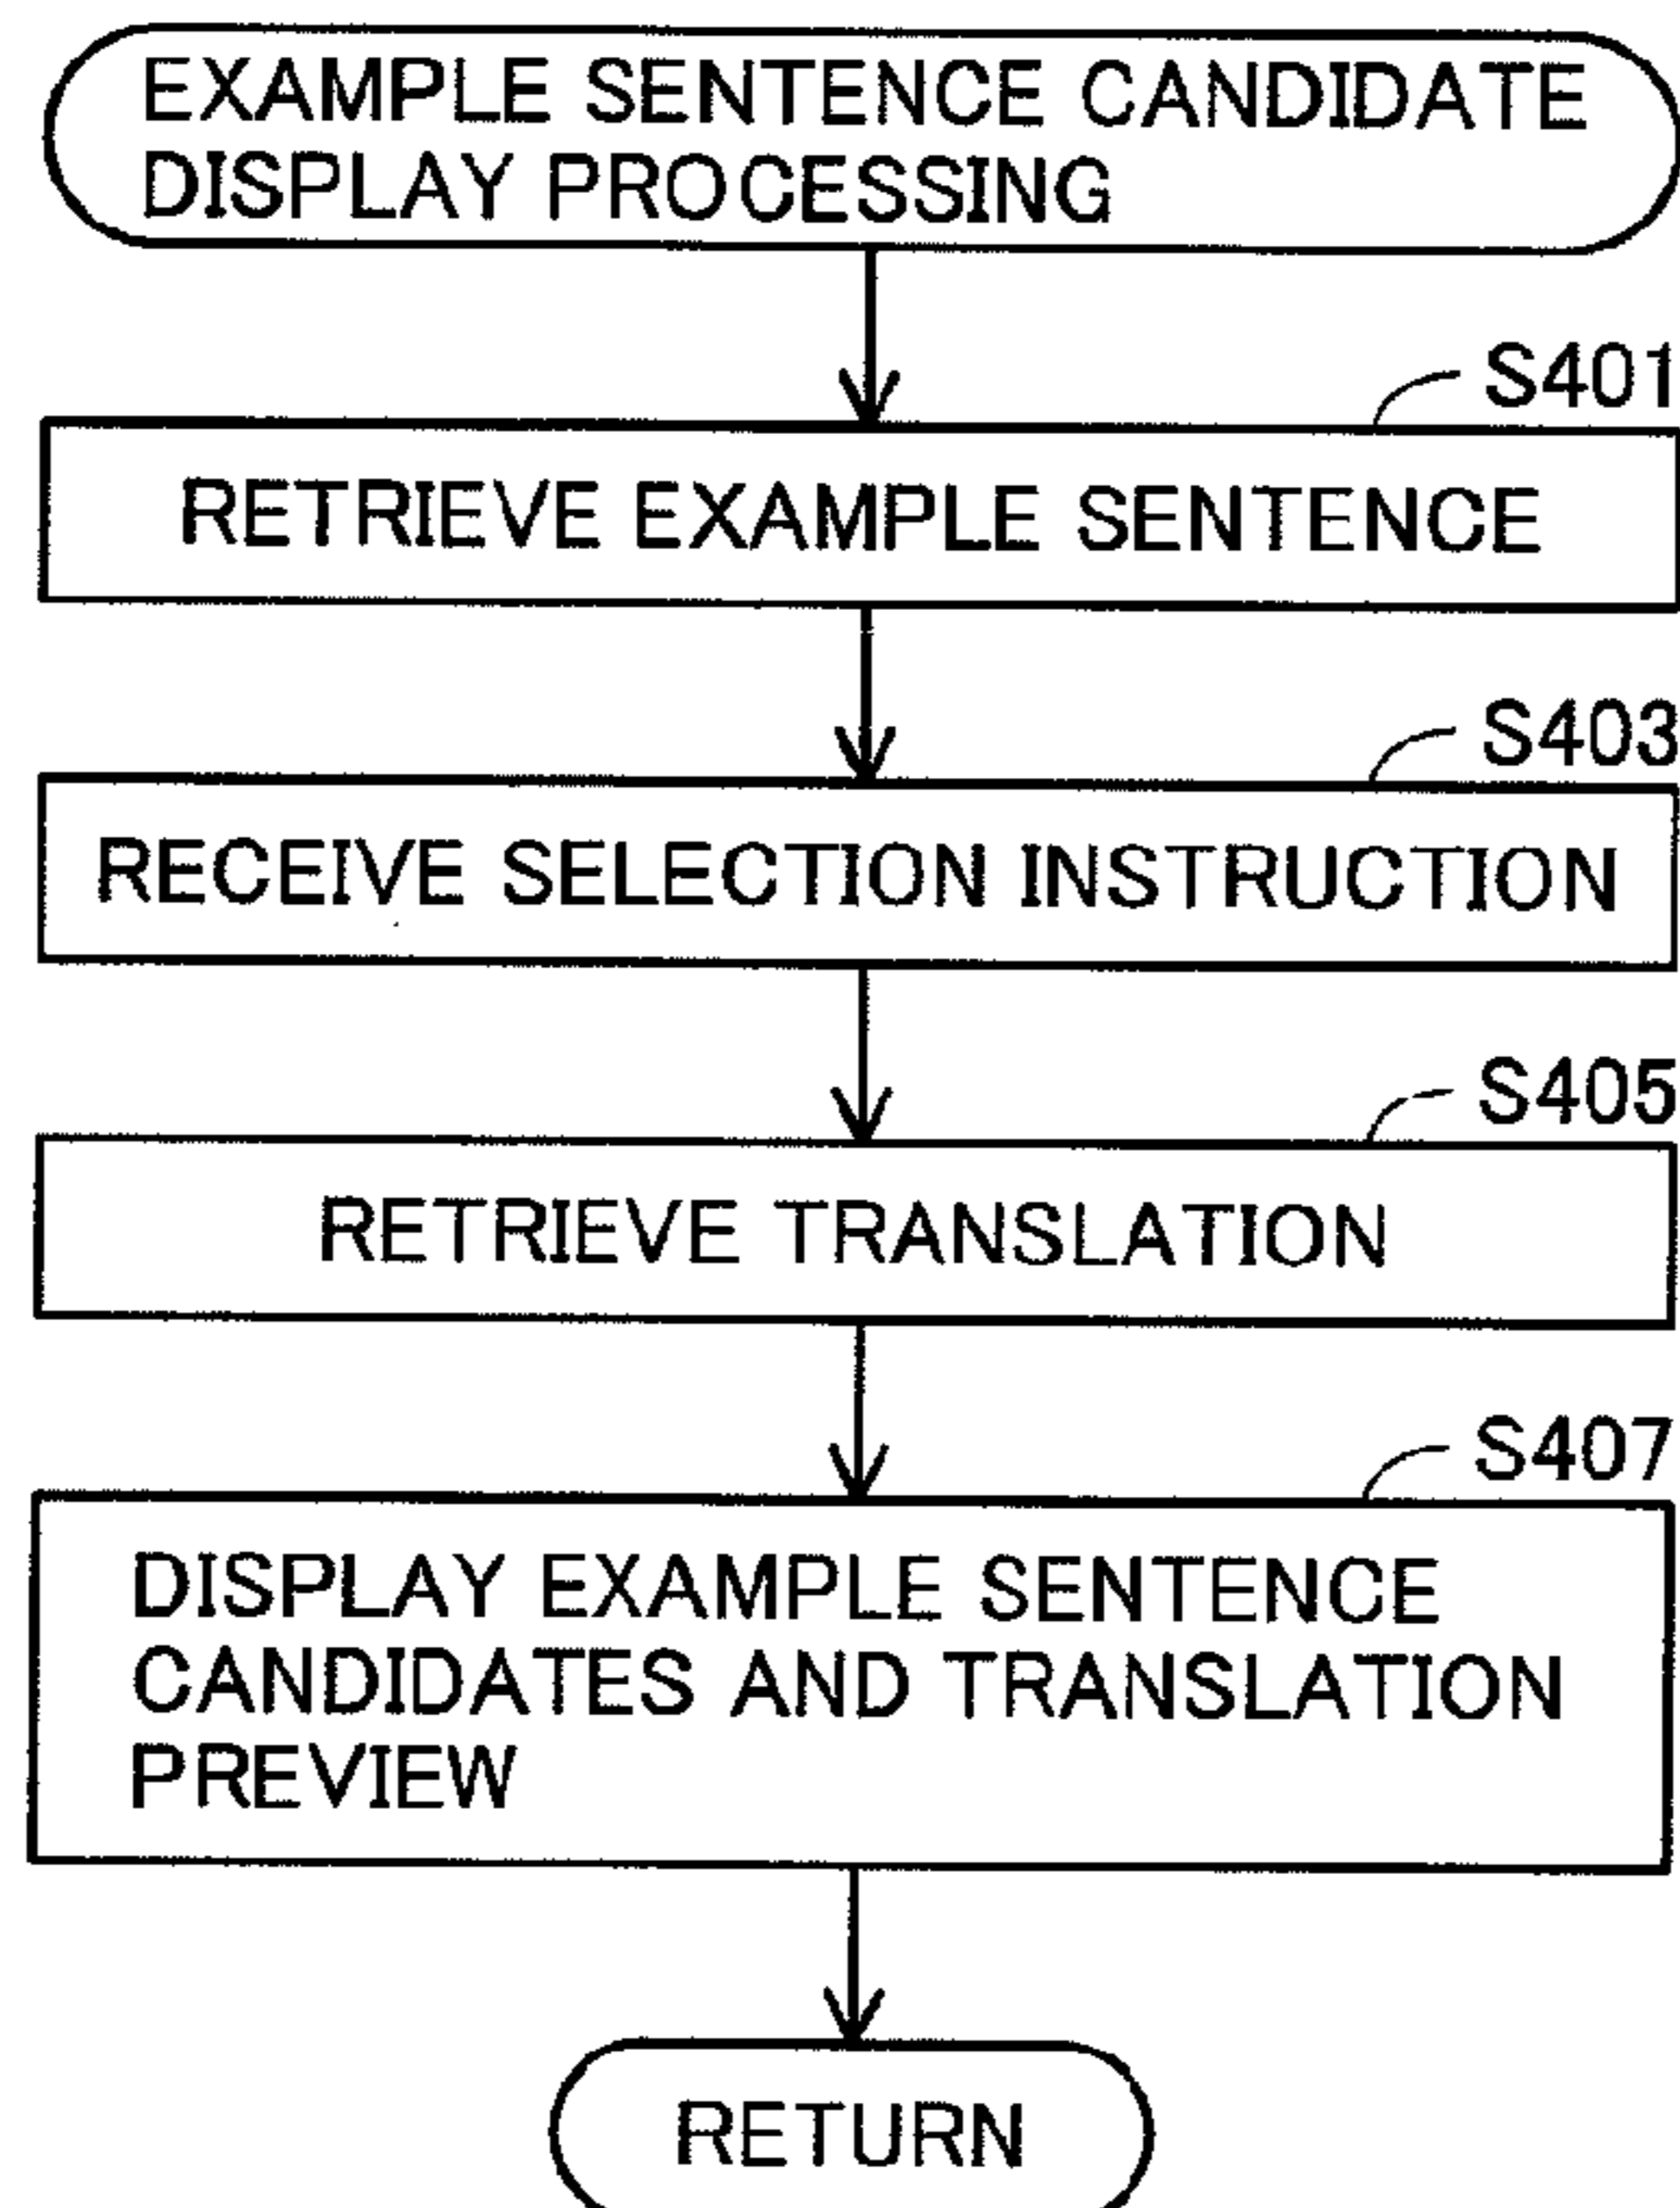 EXAMPLE SENTENCE CANDIDATE
DISPLAY PROCESSING
S401
RETRIEVE EXAMPLE SENTENCE
S403
RECEIVE SELECTION INSTRUCTION
S405
RETRIEVE TRANSLATION
S407
DISPLAY EXAMPLE SENTENCE
CANDIDATES AND TRANSLATION
PREVIEW
RETURN